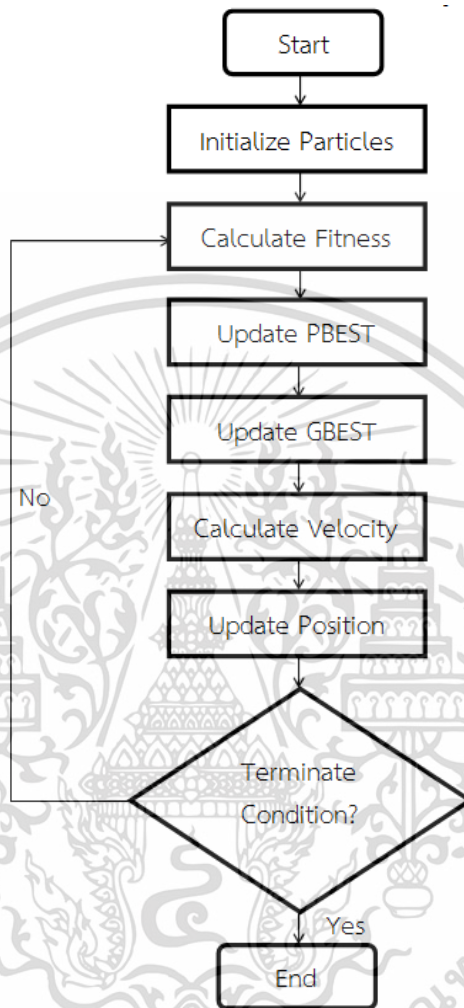 Start
Initialize Particles
Calculate Fitness
Update PBEST
Update GBEST
No
Calculate Velocity
Update Position
Terminate
Condition?
Yes
End